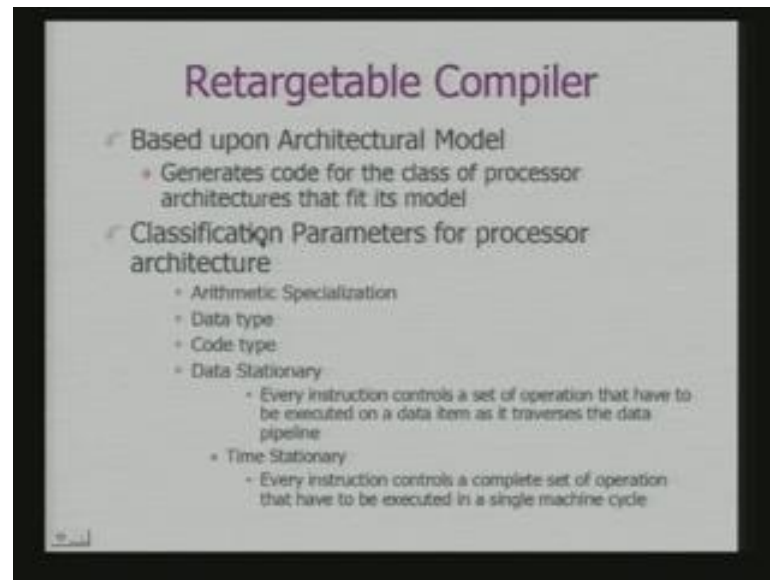 Retargetable Compiler
Based upon Architectural Model
Generates code for the class of processor
architectures that fit its model
Classification Parameters for processor
architecture
Arithmetic Specialization
Data type
Code type
Data Stationary
Every instruction controls a set of operation that have to
be executed on a data item as it traverses the data
pipeline
Time Stationary
Every instruction controls a complete set of operation
that have to be executed in a single machine cycle